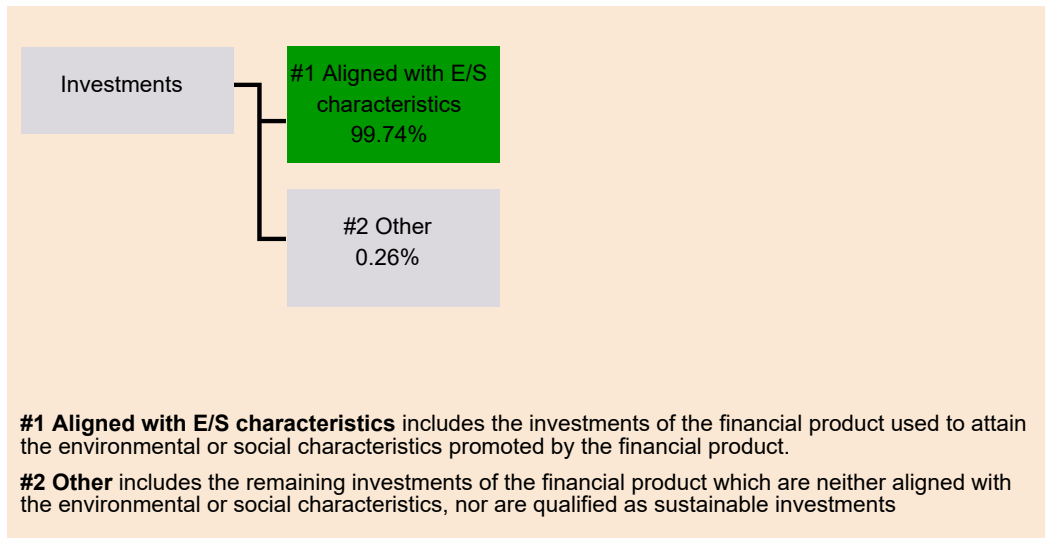 Investments
#1 Aligned with E/S
characteristics
99.74%
#2 Other
0.26%
#1 Aligned with E/S characteristics includes the investments of the financial product used to attain
the environmental or social characteristics promoted by the financial product.
#2 Other includes the remaining investments of the financial product which are neither aligned with
the environmental or social characteristics, nor are qualified as sustainable investments